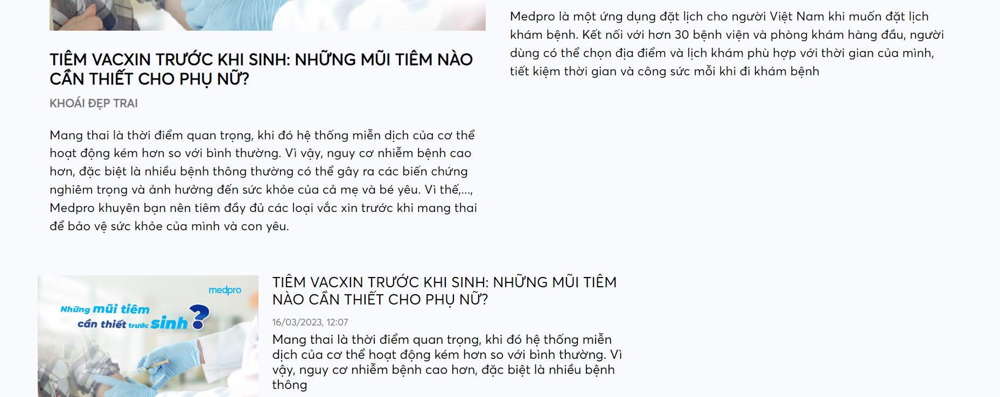 TIÊM VACXIN TRƯỚC KHI SINH: NHỮNG MŨI TIÊM NÀO
CẦN THIẾT CHO PHỤ NỮ?
KHOÁI ĐẸP TRAI
Mang thai là thời điểm quan trọng, khi đó hệ thống miễn dịch của cơ thể
hoạt động kém hơn so với bình thường. Vì vậy, nguy cơ nhiễm bệnh cao
hơn, đặc biệt là nhiều bệnh thông thường có thể gây ra các biến chứng
nghiêm trọng và ảnh hưởng đến sức khỏe của cả mẹ và bé yêu. Vì thế,...,
Medpro khuyên bạn nên tiêm đầy đủ các loại vắc xin trước khi mang thai
để bảo vệ sức khỏe của mình và con yêu.
Medpro là một ứng dụng đặt lịch cho người Việt Nam khi muốn đặt lịch
khám bệnh. Kết nối với hơn 30 bệnh viện và phòng khám hàng đầu, người
dùng có thể chọn địa điểm và lịch khám phù hợp với thời gian của mình,
tiết kiệm thời gian và công sức mỗi khi đi khám bệnh
medpro
Những mũi tiêm
cần thiết trước sinh?
TIÊM VACXIN TRƯỚC KHI SINH: NHỮNG MŨI TIÊM
NÀO CẦN THIẾT CHO PHỤ NỮ?
16/03/2023, 12:07
Mang thai là thời điểm quan trọng, khi đó hệ thống miễn
dịch của cơ thể hoạt động kém hơn so với bình thường. Vì
vậy, nguy cơ nhiễm bệnh cao hơn, đặc biệt là nhiều bệnh
thông